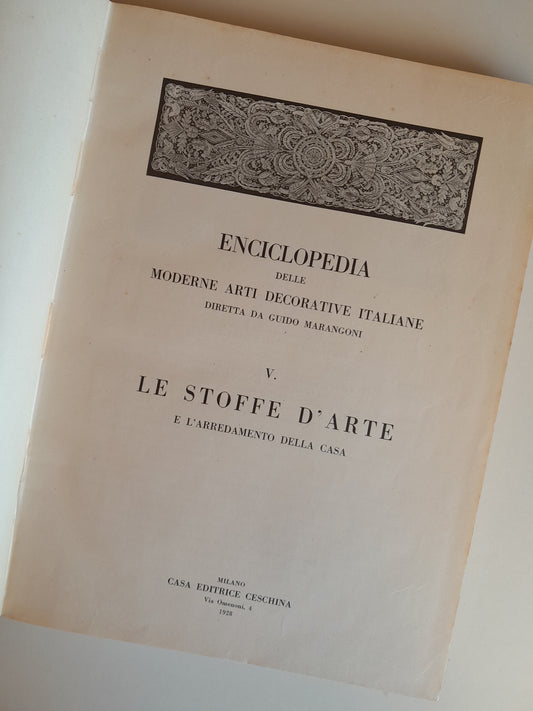 ENCICLOPEDIA
DELLE
MODERNE ARTI DECORATIVE ITALIANE
DIRETTA DA GUIDO MARANGONI
V.
LE STOFFE D'ARTE
E L'ARREDAMENTO DELLA CASA
MILANO
CASA EDITRICE CESCHINA
Via Omenoni, 4
1928